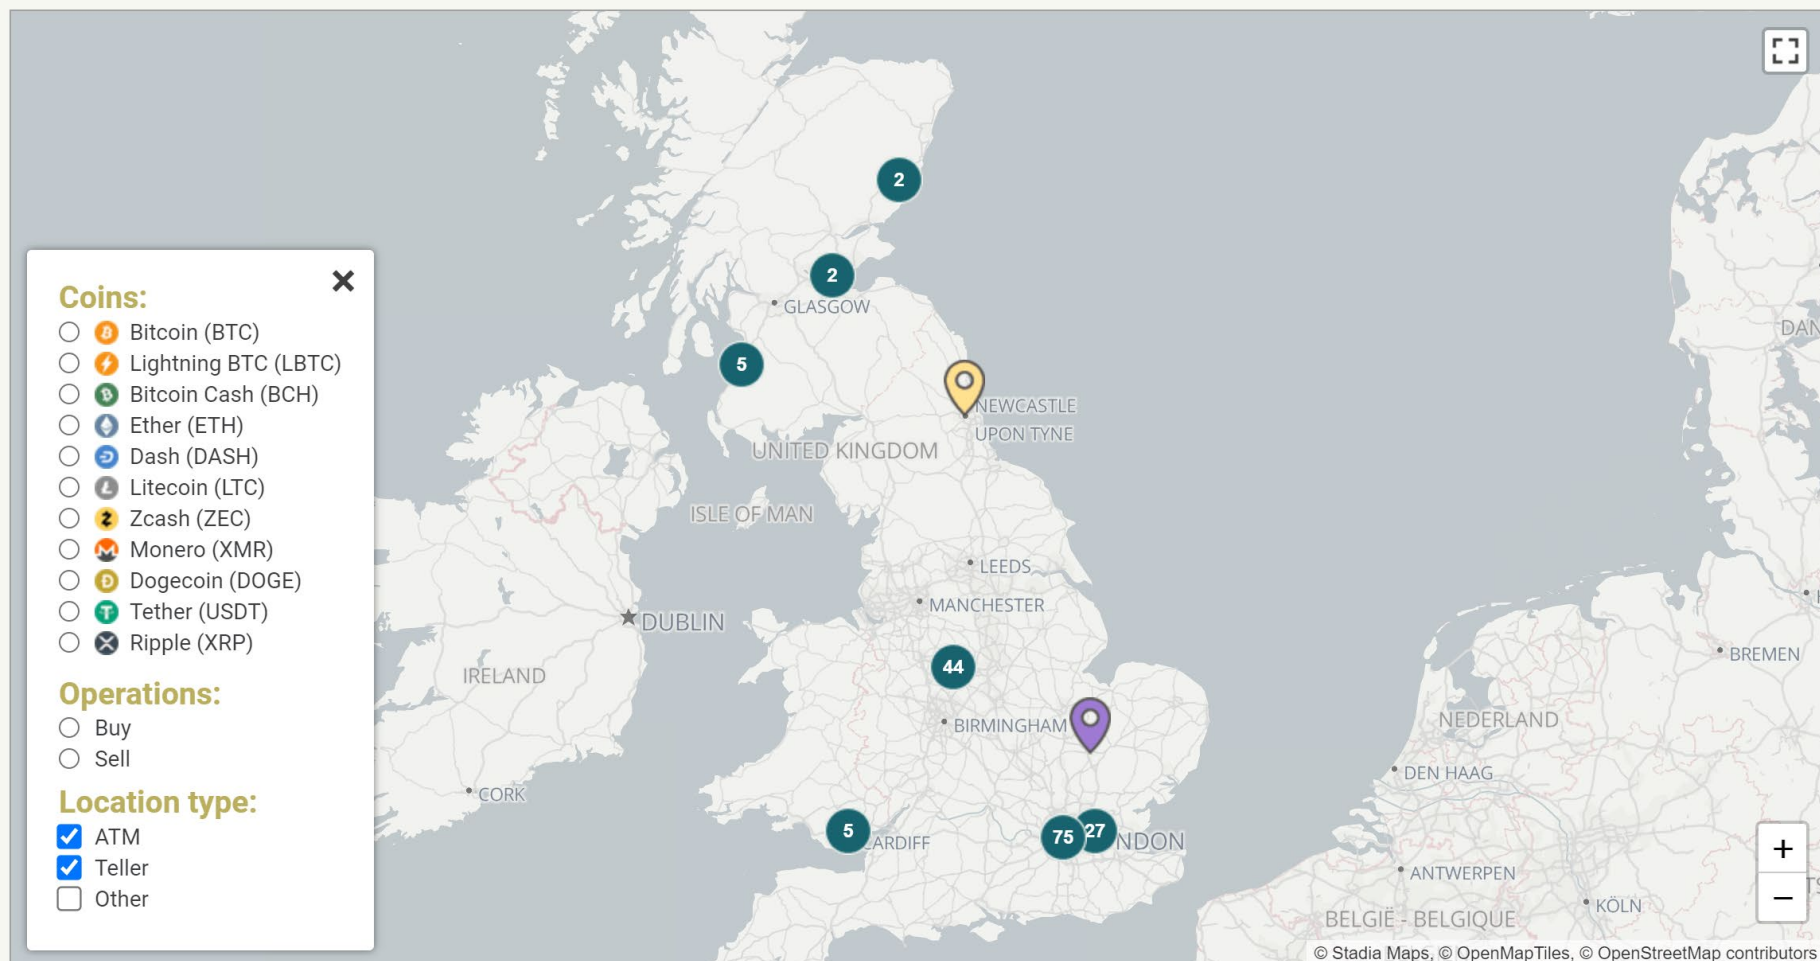 2
2
GLASGOW
5
NEWCASTLE
UPON TYNE
UNITED KINGDOM
ISLE OF MAN
LEEDS
MANCHESTER
DUBLIN
IRELAND
44
BIRMINGHAM
CORK
5
ARDIFF
75
27
NDON
DAN
BREMEN
NEDERLAND
DEN HAAG
ANTWERPEN
KÖLN
BELGIË - BELGIQUE
Coins:
Bitcoin (BTC)
Lightning BTC (LBTC)
Bitcoin Cash (BCH)
Ether (ETH)
Dash (DASH)
Litecoin (LTC)
Zcash (ZEC)
Monero (XMR)
Dogecoin (DOGE)
Tether (USDT)
Ripple (XRP)
Operations:
Buy
Sell
Location type:
ATM
Teller
Other
+
−
© Stadia Maps, © OpenMapTiles, © OpenStreetMap contributors